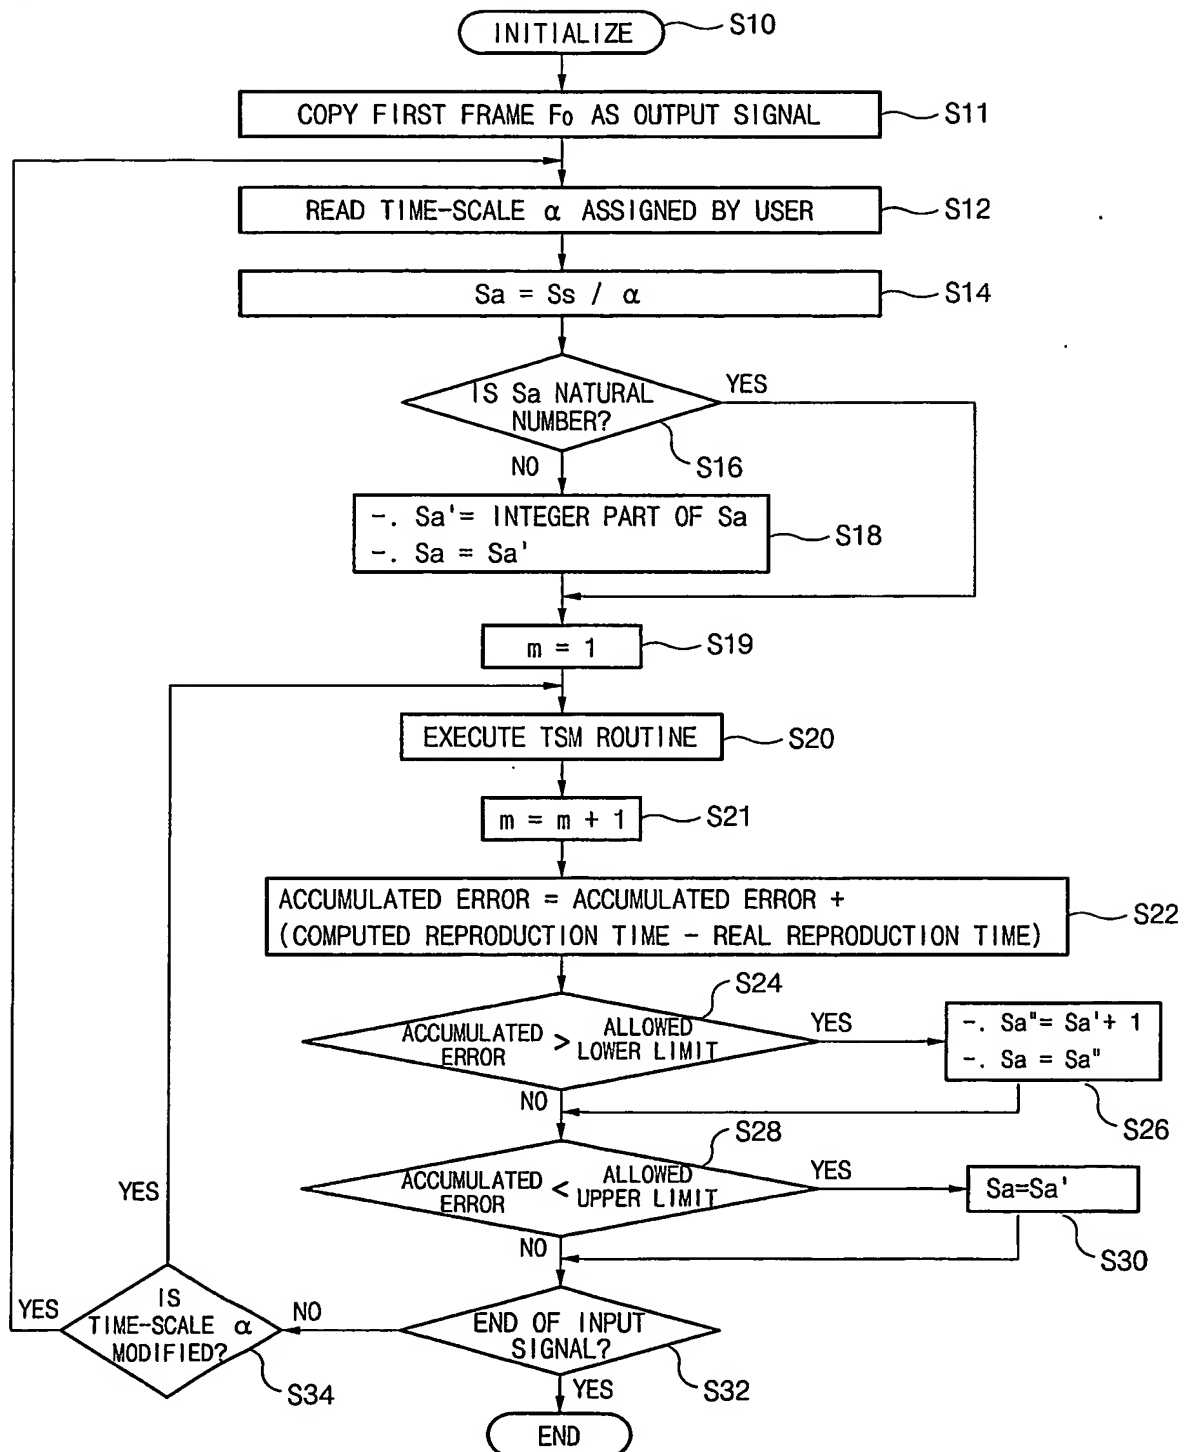 INITIALIZE
S10
COPY FIRST FRAME F0 AS OUTPUT SIGNAL
S11
READ TIME-SCALE α ASSIGNED BY USER
S12
Sa = Ss / α
S14
IS Sa NATURAL
NUMBER?
YES
NO
S16
-. Sa'= INTEGER PART OF Sa
-. Sa = Sa'
S18
m = 1
S19
EXECUTE TSM ROUTINE
S20
m = m + 1
S21
ACCUMULATED ERROR = ACCUMULATED ERROR +
(COMPUTED REPRODUCTION TIME - REAL REPRODUCTION TIME)
S22
S24
ACCUMULATED ERROR > ALLOWED LOWER LIMIT
YES
NO
-. Sa"= Sa'+ 1
-. Sa = Sa"
S26
S28
ACCUMULATED ERROR < ALLOWED UPPER LIMIT
YES
NO
Sa=Sa'
S30
END OF INPUT
SIGNAL?
S32
NO
YES
IS
TIME-SCALE α
MODIFIED?
YES
YES
S34
END